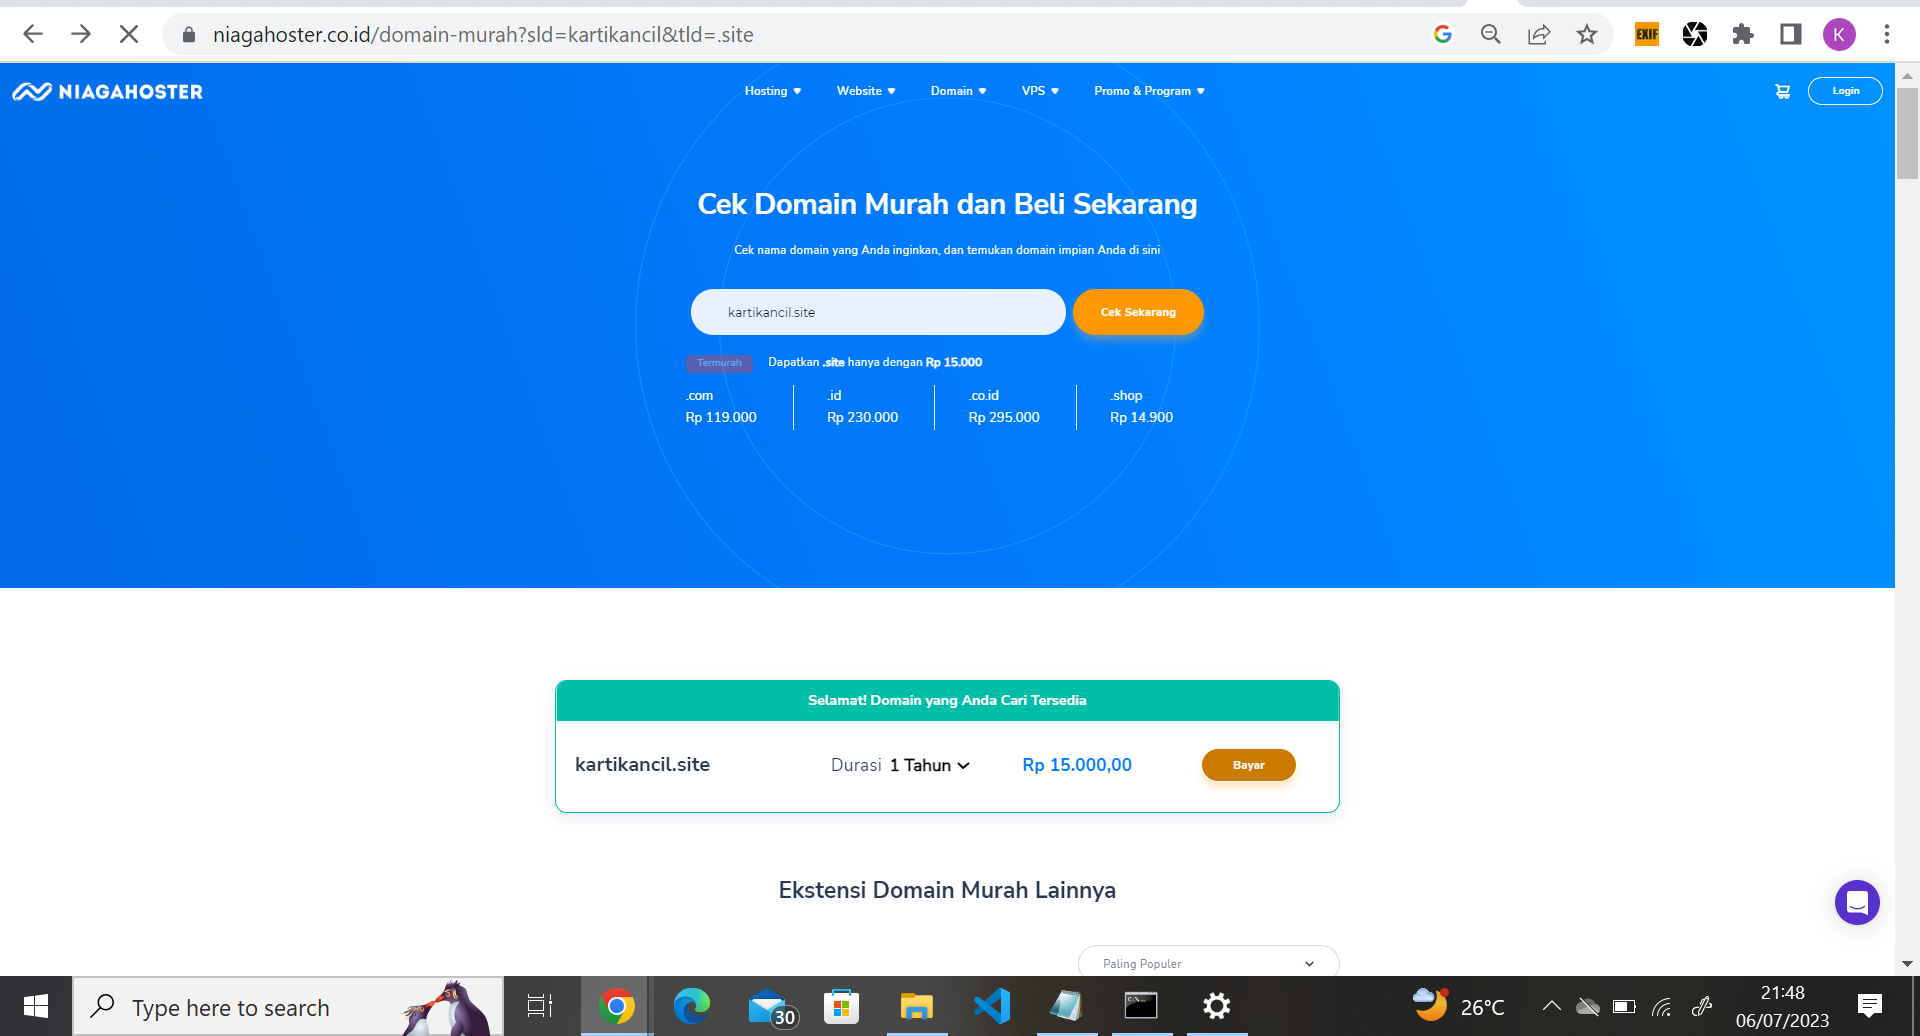 niagahoster.co.id/domain-murah?sld=kartikancil&tld=.site
EXIF
K
NIAGAHOSTER
Hosting
Website
Domain
VPS
Promo & Program
Login
Cek Domain Murah dan Beli Sekarang
Cek nama domain yang Anda inginkan, dan temukan domain impian Anda di sini
kartikancil.site
Cek Sekarang
Termurah
Dapatkan .site hanya dengan Rp 15.000
.com
Rp 119.000
.id
Rp 230.000
.co.id
Rp 295.000
.shop
Rp 14.900
Selamat! Domain yang Anda Cari Tersedia
kartikancil.site
Durasi 1 Tahun
Rp 15.000,00
Bayar
Ekstensi Domain Murah Lainnya
Paling Populer
Type here to search
30
26°C
21:48
06/07/2023